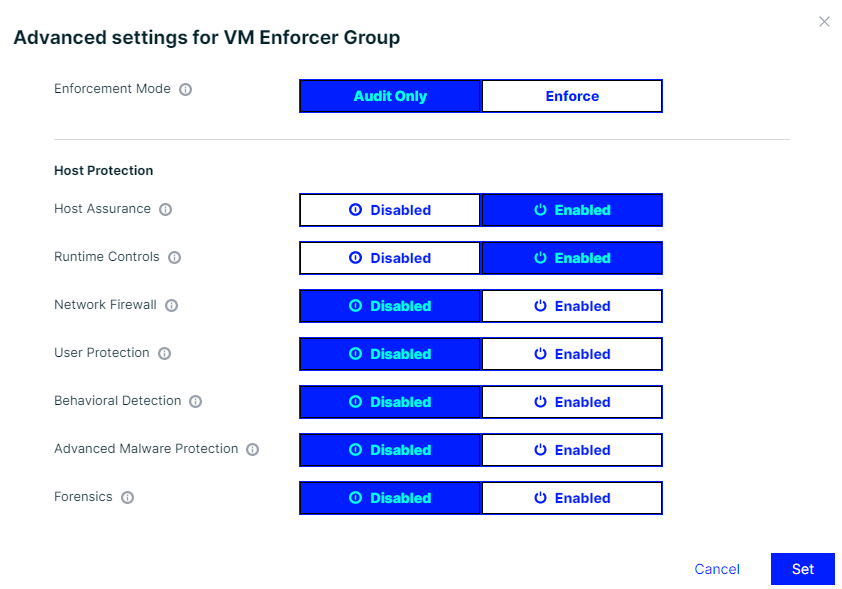 Advanced settings for VM Enforcer Group
Enforcement Mode Audit Only Enforce
Host Protection
Host Assurance Disabled Enabled
Runtime Controls Disabled Enabled
Network Firewall Disabled Enabled
User Protection Disabled Enabled
Behavioral Detection Disabled Enabled
Advanced Malware Protection Disabled Enabled
Forensics Disabled Enabled
Cancel Set